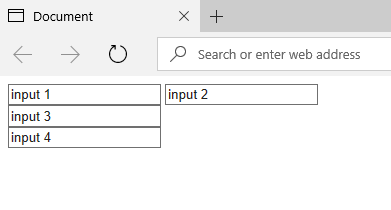 Document
Search or enter web address
input 1 input 2
input 3
input 4